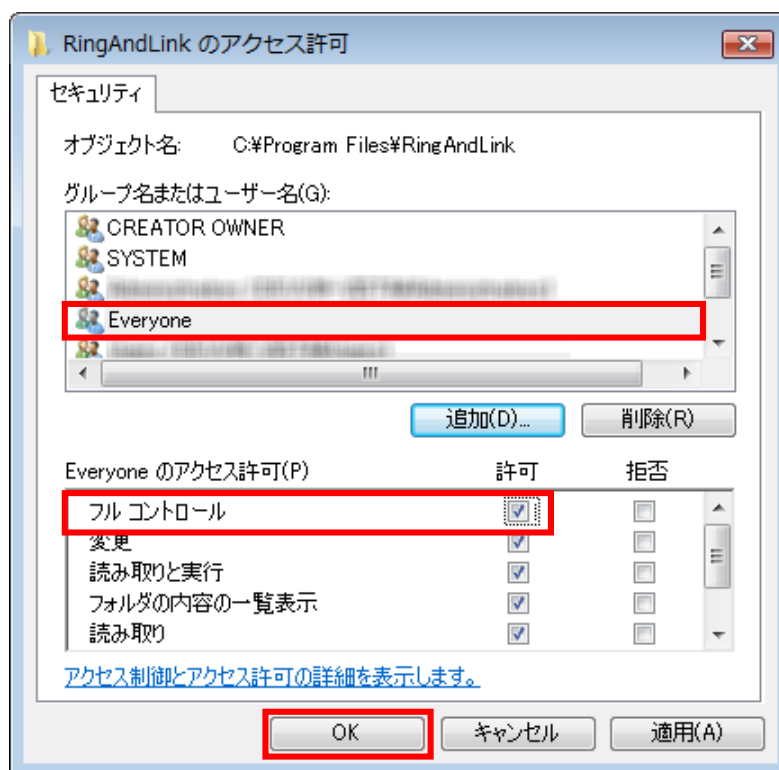 RingAndLink のアクセス許可
セキュリティ
オブジェクト名: C:¥Program Files¥RingAndLink
グループ名またはユーザー名(G):
CREATOR OWNER
SYSTEM
Everyone
追加(D)... 削除(R)
Everyone のアクセス許可(P) 許可 拒否
フル コントロール
変更
読み取りと実行
フォルダの内容の一覧表示
読み取り
アクセス制御とアクセス許可の詳細を表示します。
OK キャンセル 適用(A)